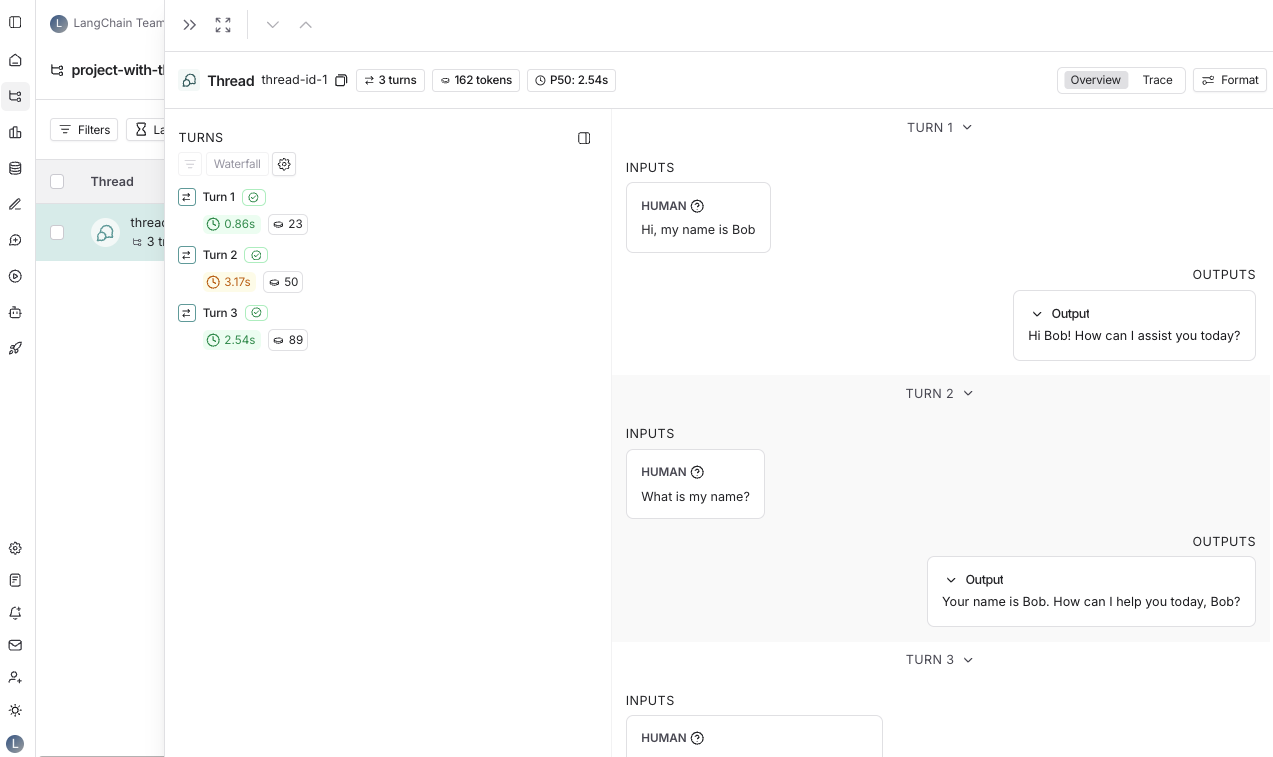 L LangChain Team
project-with-t
Filters
La
Thread
thread
3 t
Thread thread-id-1 3 turns 162 tokens P50: 2.54s
Overview Trace Format
TURNS
Waterfall
Turn 1
0.86s 23
Turn 2
3.17s 50
Turn 3
2.54s 89
TURN 1
INPUTS
HUMAN
Hi, my name is Bob
OUTPUTS
Output
Hi Bob! How can I assist you today?
TURN 2
INPUTS
HUMAN
What is my name?
OUTPUTS
Output
Your name is Bob. How can I help you today, Bob?
TURN 3
INPUTS
HUMAN
L